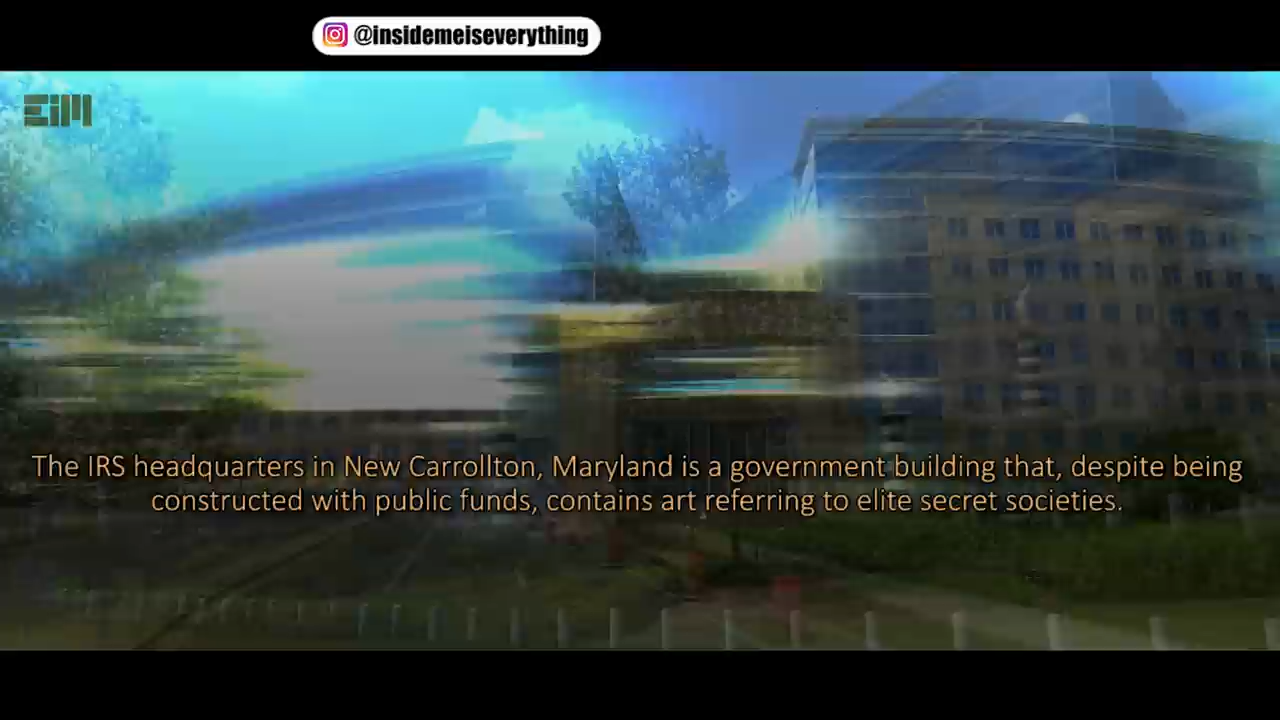 @insidemeiseverything
EiM
The IRS headquarters in New Carrollton, Maryland is a government building that, despite being
constructed with public funds, contains art referring to elite secret societies.